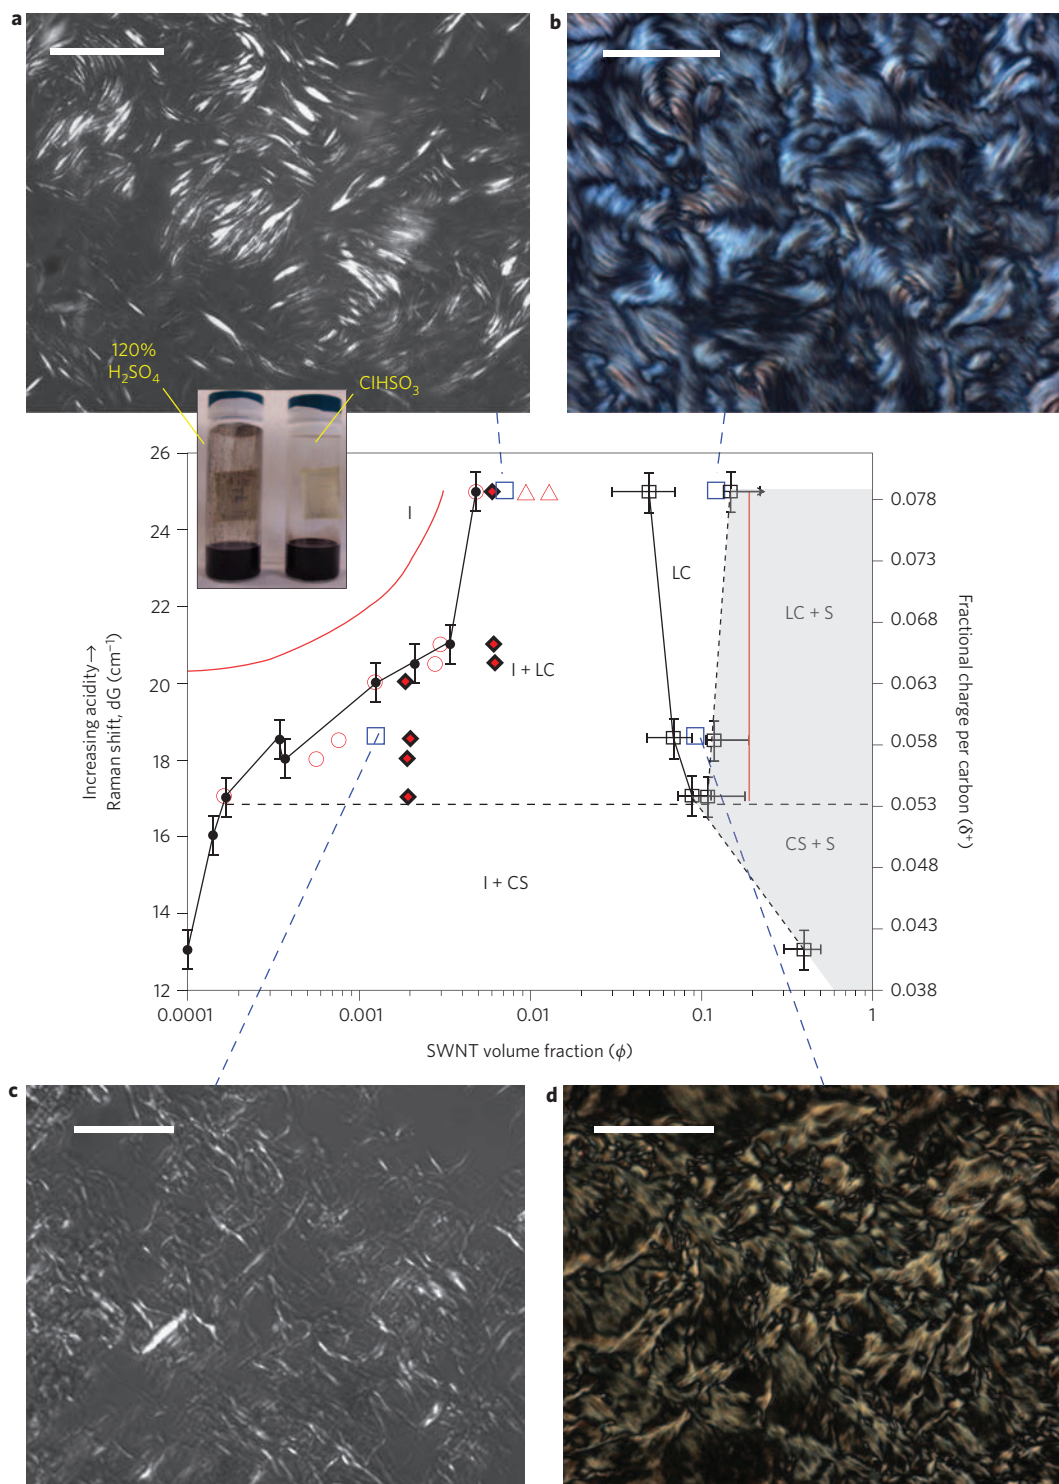 a
b
120%
H₂SO₄
ClHSO₃
26
24
22
20
18
16
14
12
Increasing acidity →
Raman shift, dG (cm⁻¹)
I
LC
I + LC
LC + S
I + CS
CS + S
0.078
0.073
0.068
0.063
0.058
0.053
0.048
0.043
0.038
Fractional charge per carbon (δ⁺)
0.0001
0.001
0.01
0.1
1
SWNT volume fraction (ϕ)
c
d